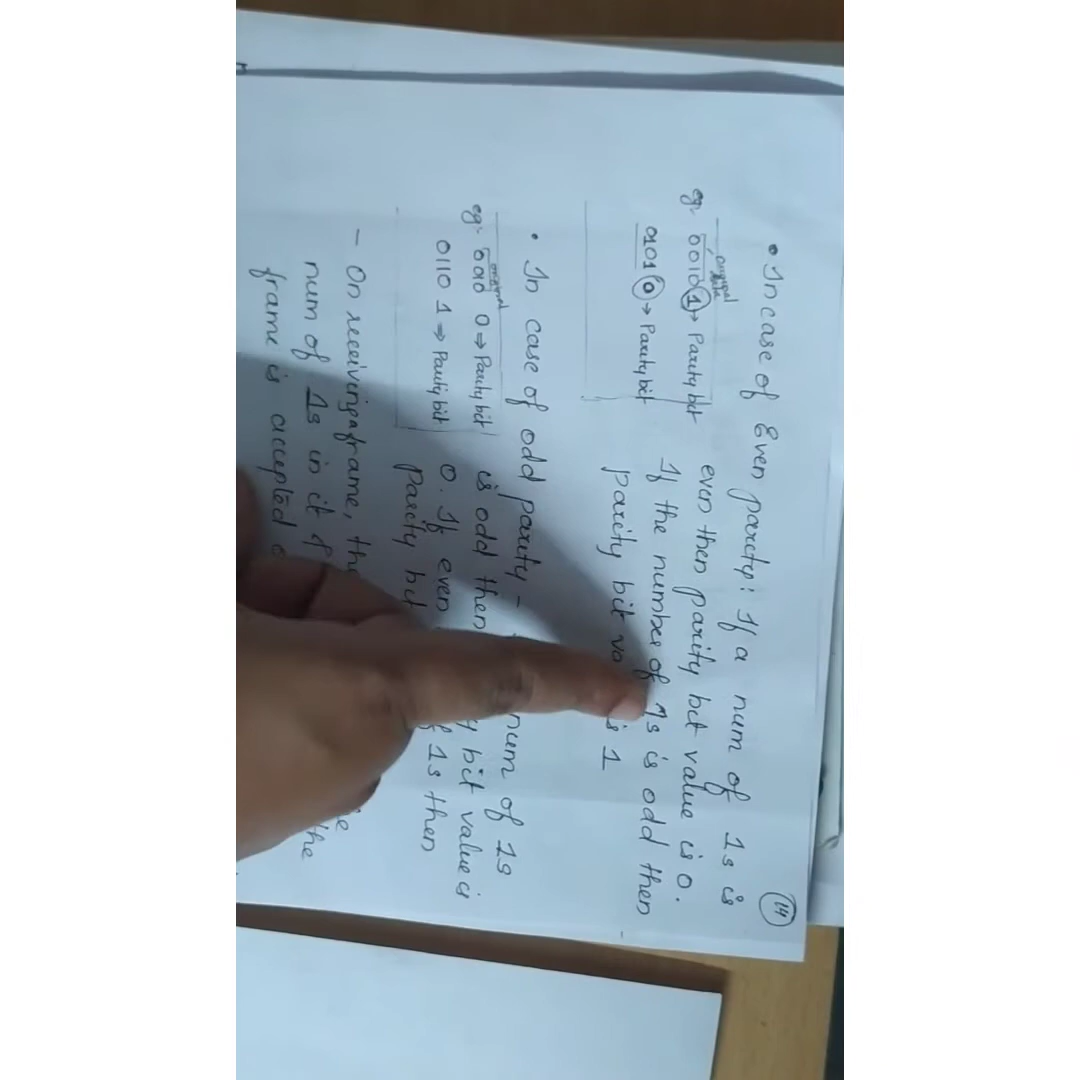 14
• In case of Even parity: If a num of 1s is
even then parity bit value is 0.
If the number of 1s is odd then
parity bit is 1
original
eg:- 0010 1 → Parity bit
0101 0 → Parity bit
• In case of odd parity - num of 1s
is odd then bit value is
0. If even of 1s then
parity bit
original
eg:- 0010 0 ⇒ Parity bit
0110 1 ⇒ Parity bit
- On receiving a frame, the
num of 1s in it the
frame is accepted